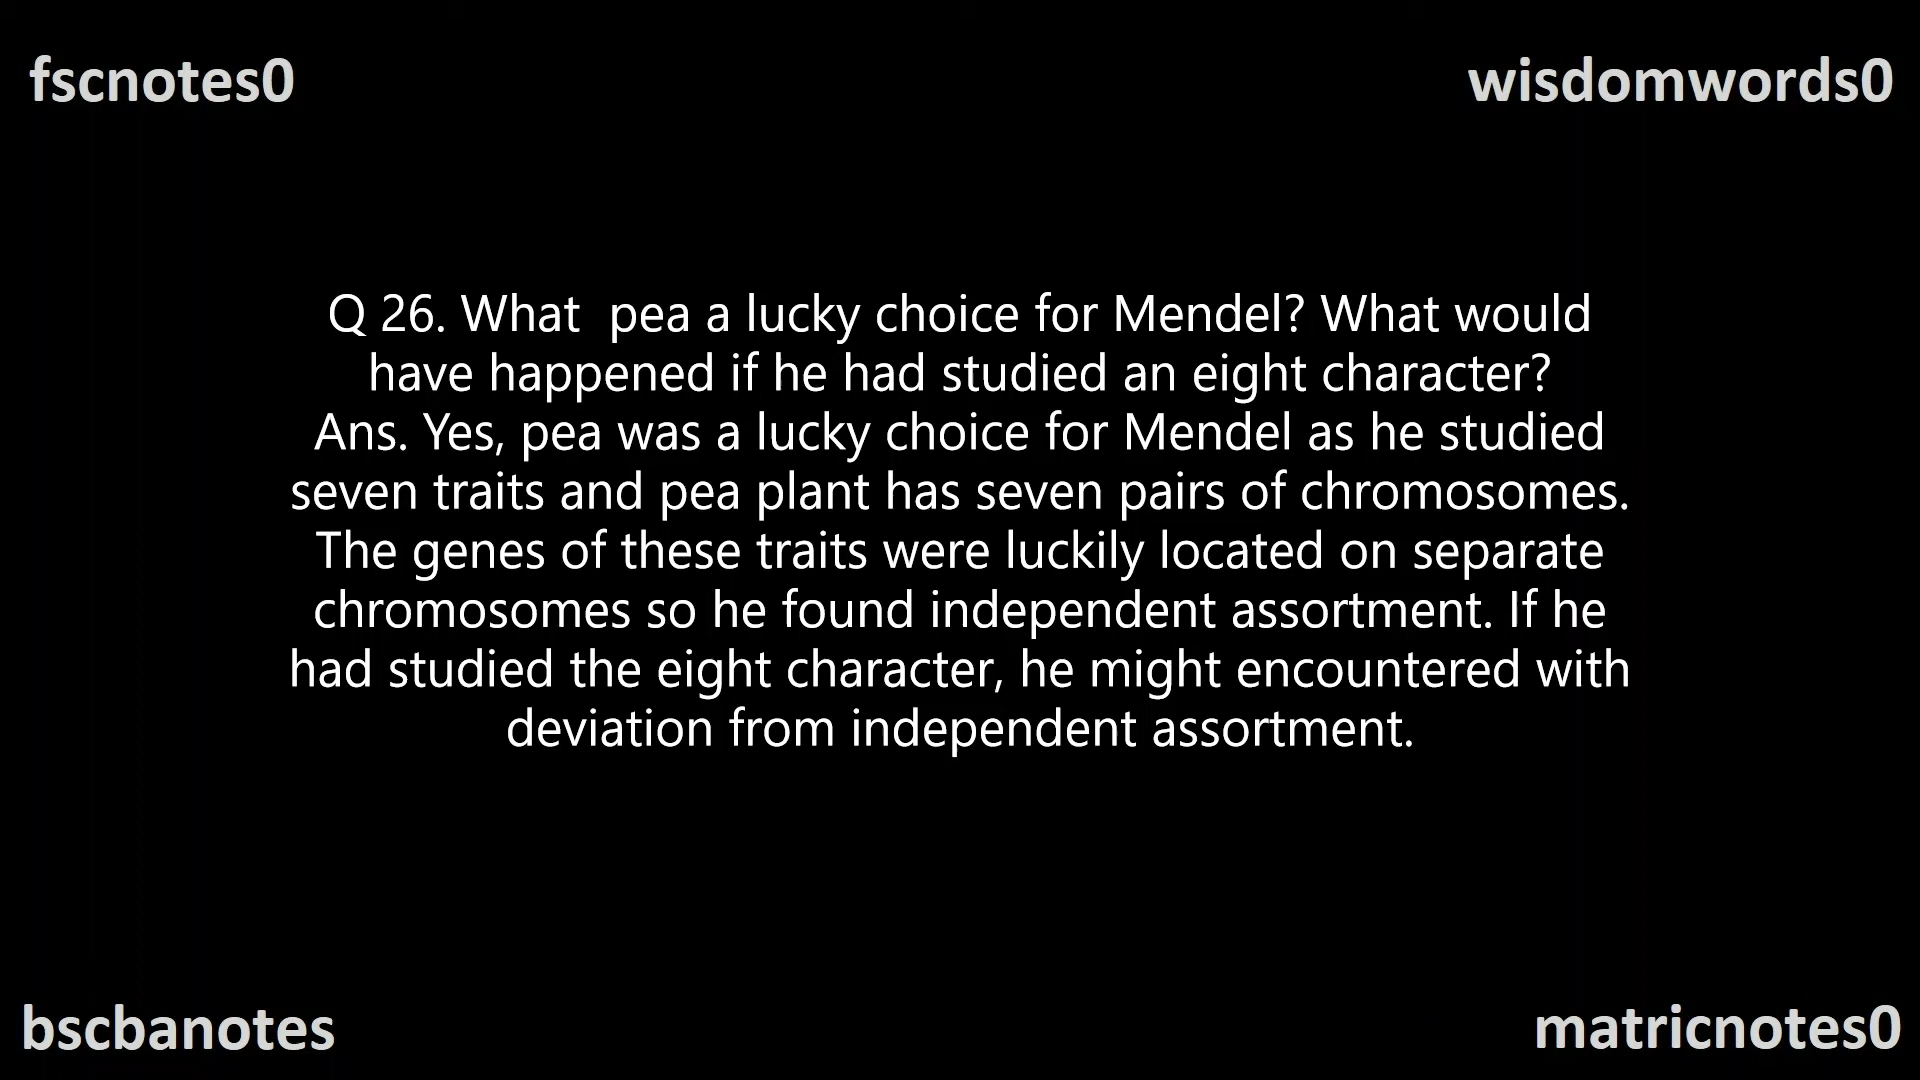 fscnotes0
wisdomwords0
Q 26. What  pea a lucky choice for Mendel? What would
have happened if he had studied an eight character?
Ans. Yes, pea was a lucky choice for Mendel as he studied
seven traits and pea plant has seven pairs of chromosomes.
The genes of these traits were luckily located on separate
chromosomes so he found independent assortment. If he
had studied the eight character, he might encountered with
deviation from independent assortment.
bscbanotes
matricnotes0